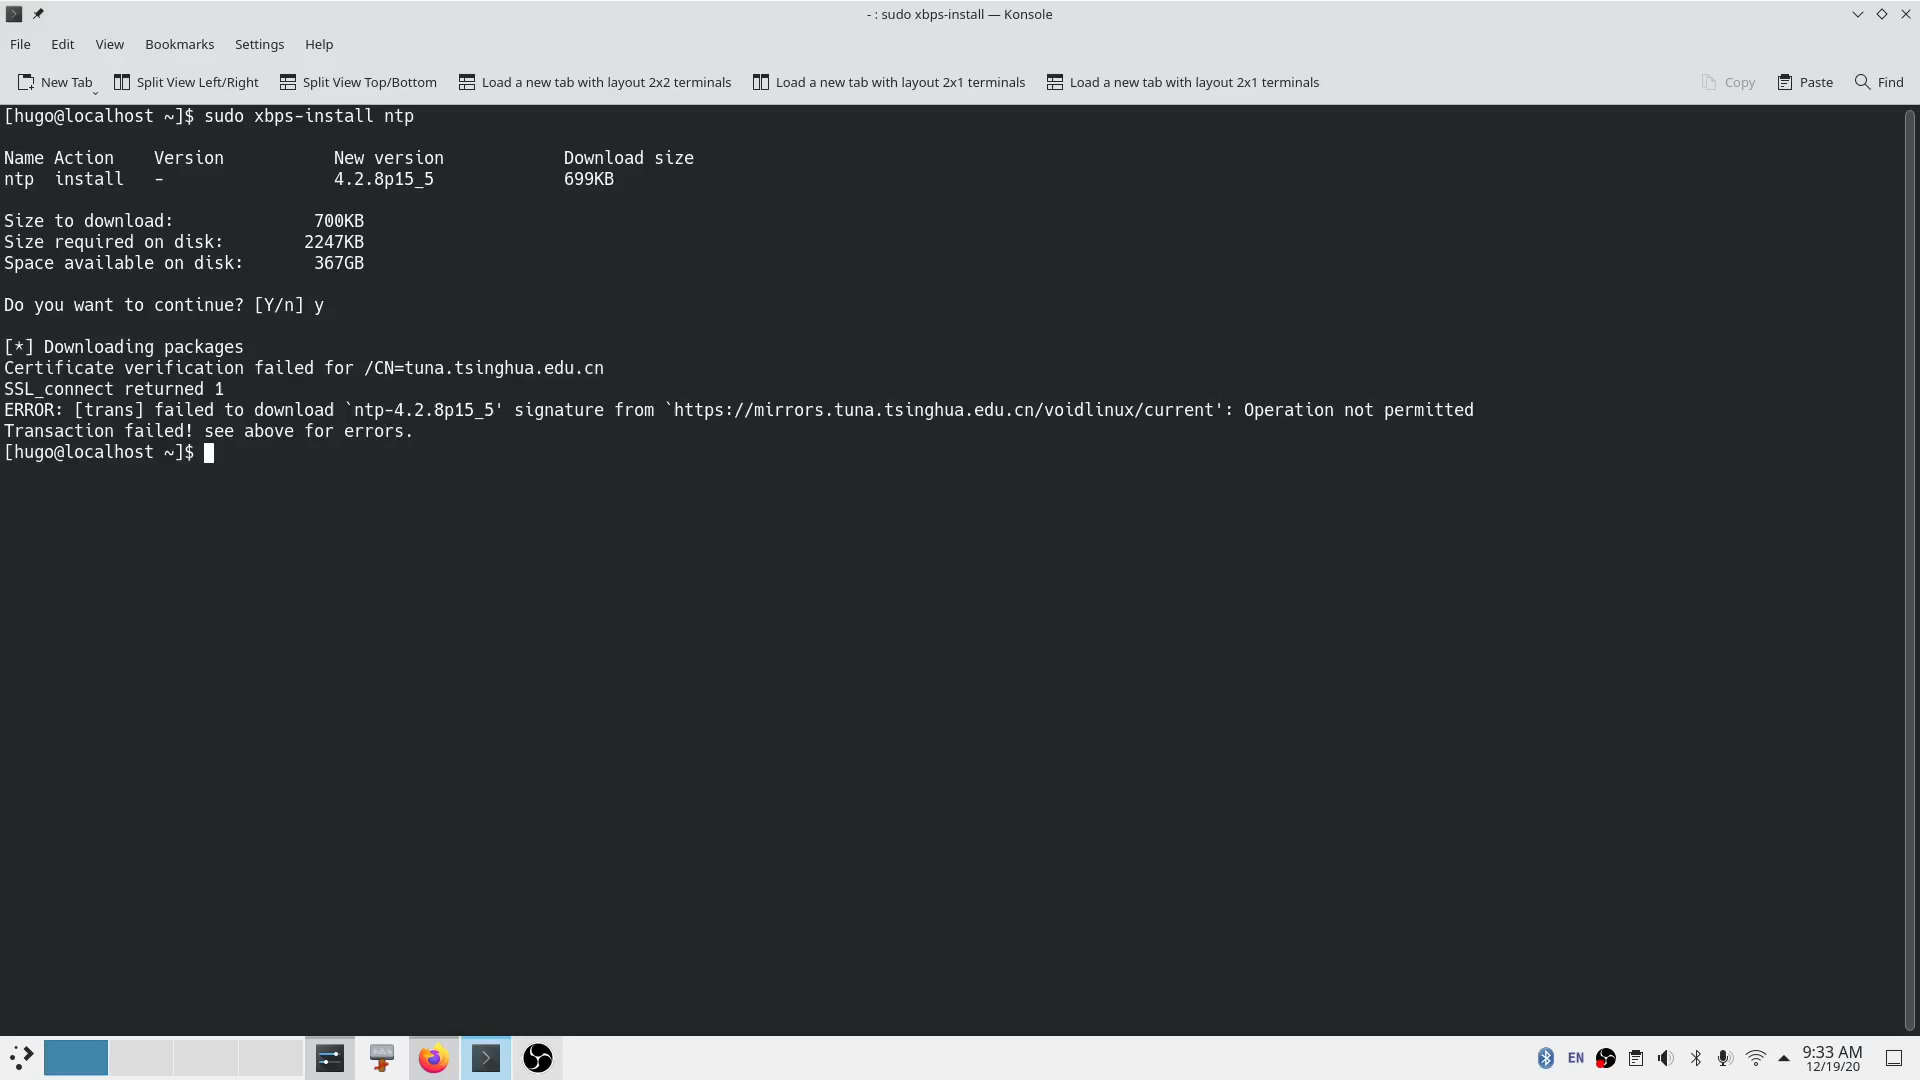 - : sudo xbps-install — Konsole
File Edit View Bookmarks Settings Help
New Tab Split View Left/Right Split View Top/Bottom Load a new tab with layout 2x2 terminals Load a new tab with layout 2x1 terminals Load a new tab with layout 2x1 terminals Copy Paste Find
[hugo@localhost ~]$ sudo xbps-install ntp
Name Action    Version           New version            Download size
ntp  install   -                 4.2.8p15_5             699KB
Size to download:              700KB
Size required on disk:        2247KB
Space available on disk:       367GB
Do you want to continue? [Y/n] y
[*] Downloading packages
Certificate verification failed for /CN=tuna.tsinghua.edu.cn
SSL_connect returned 1
ERROR: [trans] failed to download `ntp-4.2.8p15_5' signature from `https://mirrors.tuna.tsinghua.edu.cn/voidlinux/current': Operation not permitted
Transaction failed! see above for errors.
[hugo@localhost ~]$
EN 9:33 AM
12/19/20